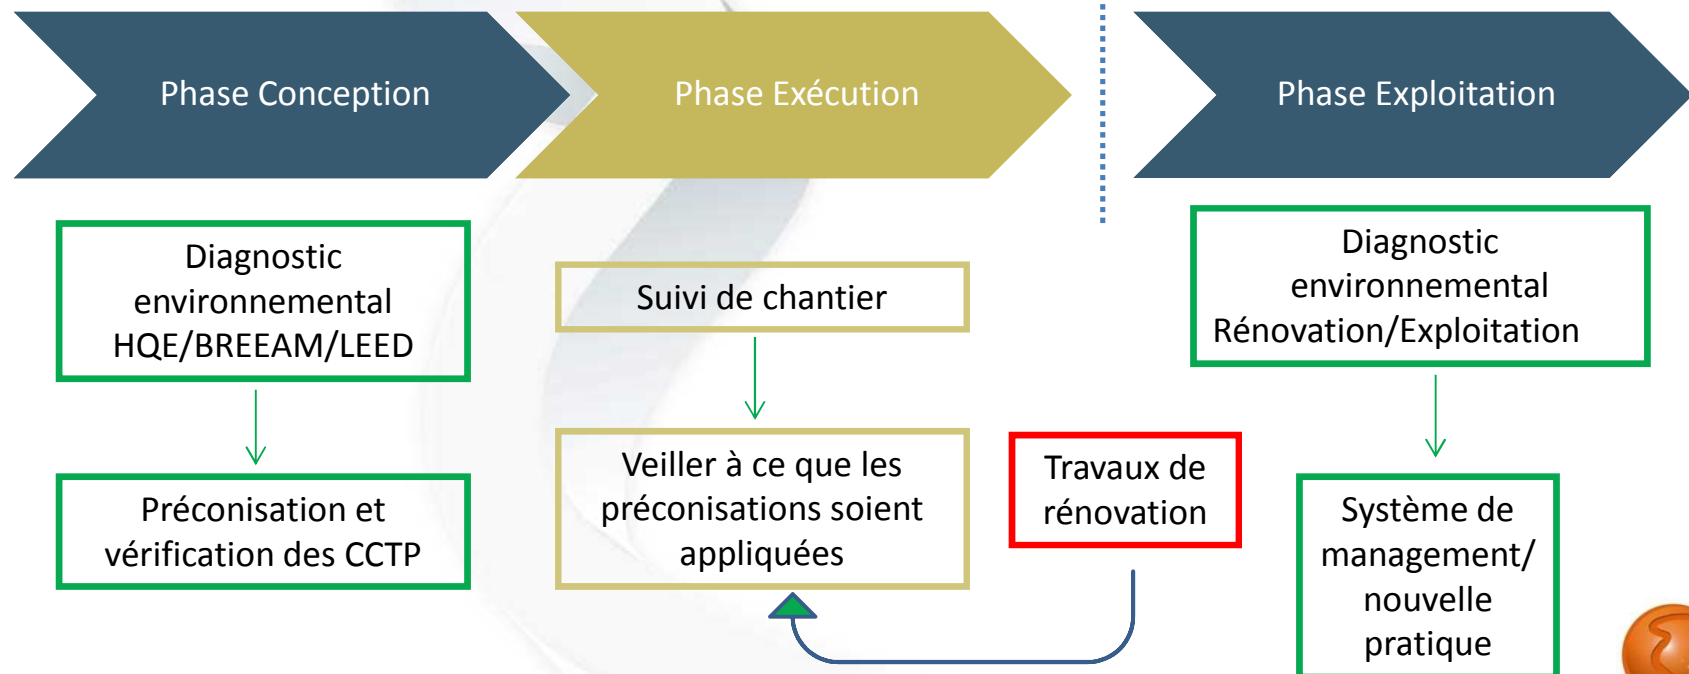 Phase Conception
Phase Exécution
Phase Exploitation
Diagnostic
environnemental
HQE/BREEAM/LEED
Préconisation et
vérification des CCTP
Suivi de chantier
Veiller à ce que les
préconisations soient
appliquées
Travaux de
rénovation
Diagnostic
environnemental
Rénovation/Exploitation
Système de
management/
nouvelle
pratique